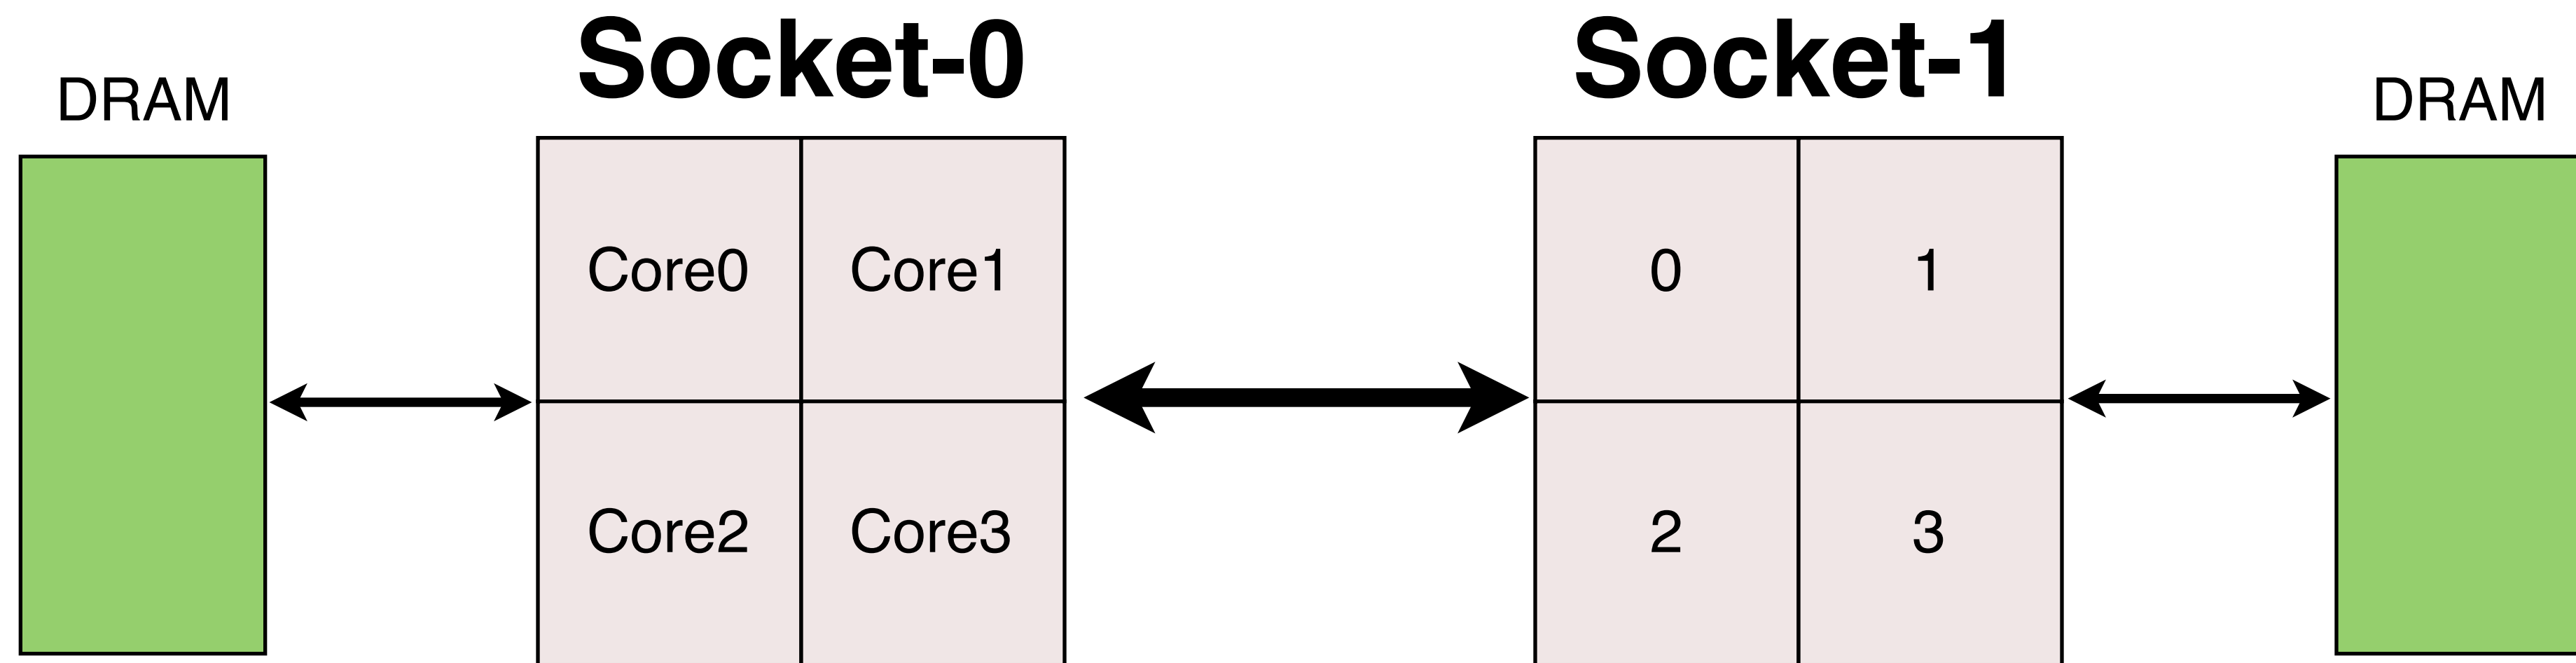 Socket-0
Socket-1
DRAM
DRAM
Core0
Core1
0
1
Core2
Core3
2
3